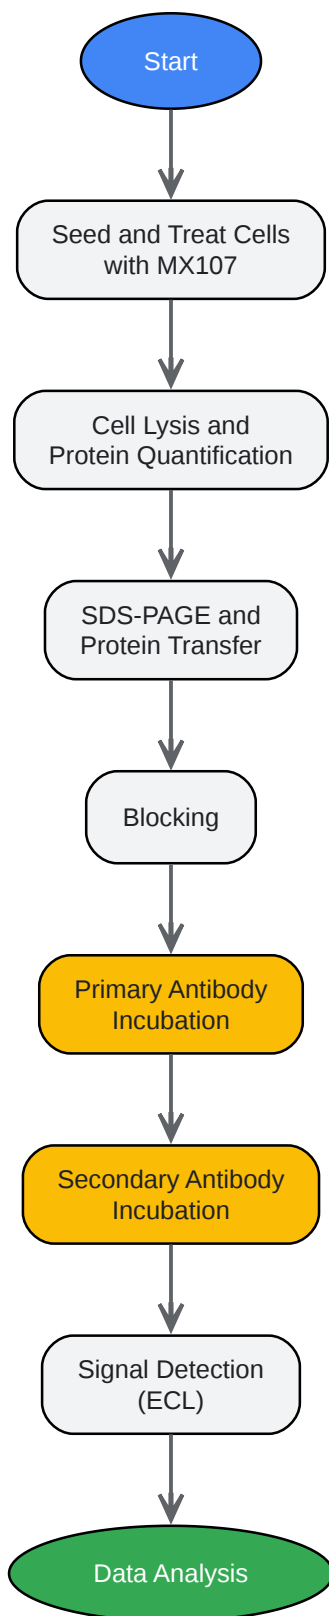 Start
Seed and Treat Cells
with MX107
Cell Lysis and
Protein Quantification
SDS-PAGE and
Protein Transfer
Blocking
Primary Antibody
Incubation
Secondary Antibody
Incubation
Signal Detection
(ECL)
Data Analysis